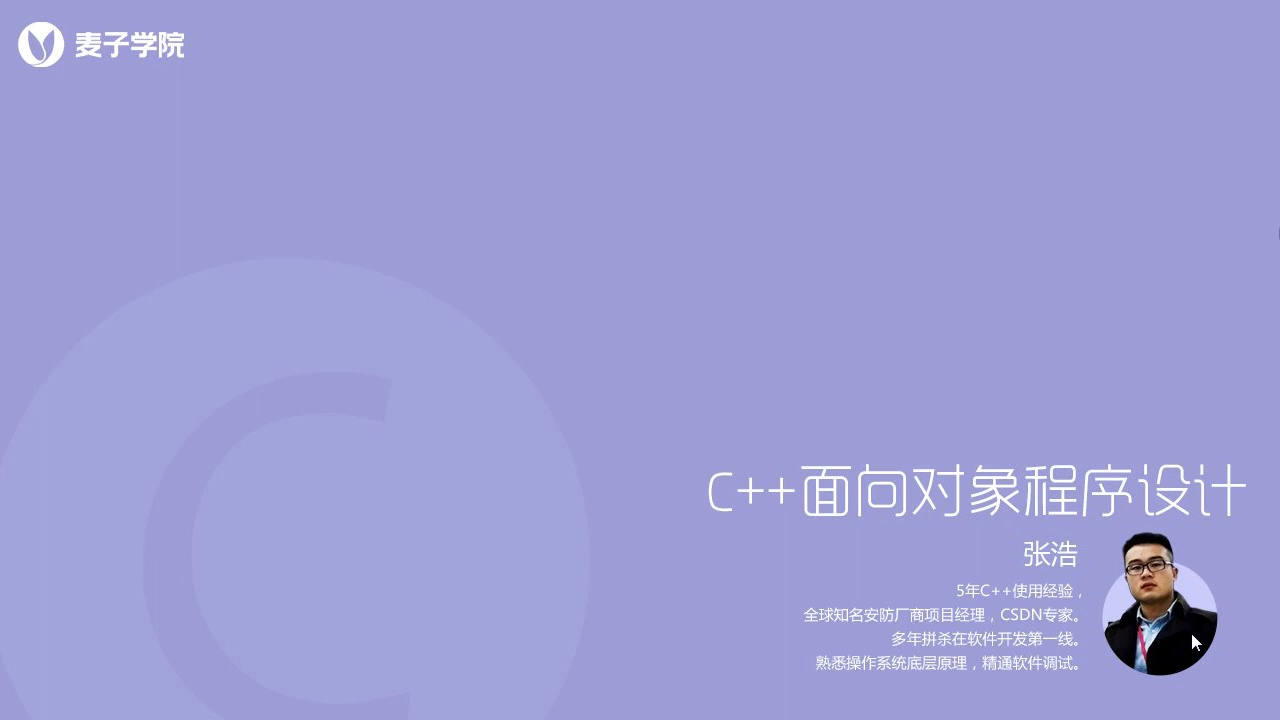 麦子学院
C++面向对象程序设计
张浩
5年C++使用经验，
全球知名安防厂商项目经理，CSDN专家。
多年拼杀在软件开发第一线。
熟悉操作系统底层原理，精通软件调试。